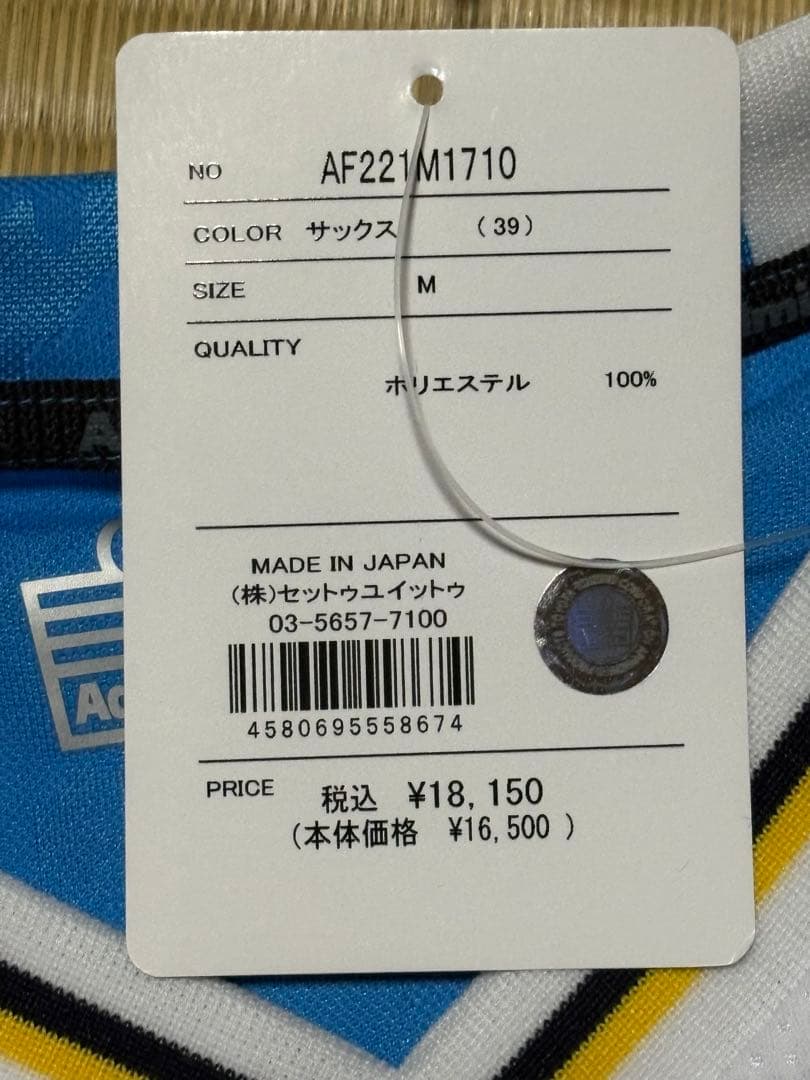 NO AF221M1710
COLOR サックス (39)
SIZE M
QUALITY
ポリエステル 100%
MADE IN JAPAN
(株)セットゥユイットゥ
03-5657-7100
4580695558674
PRICE 税込 ¥18,150
(本体価格 ¥16,500 )